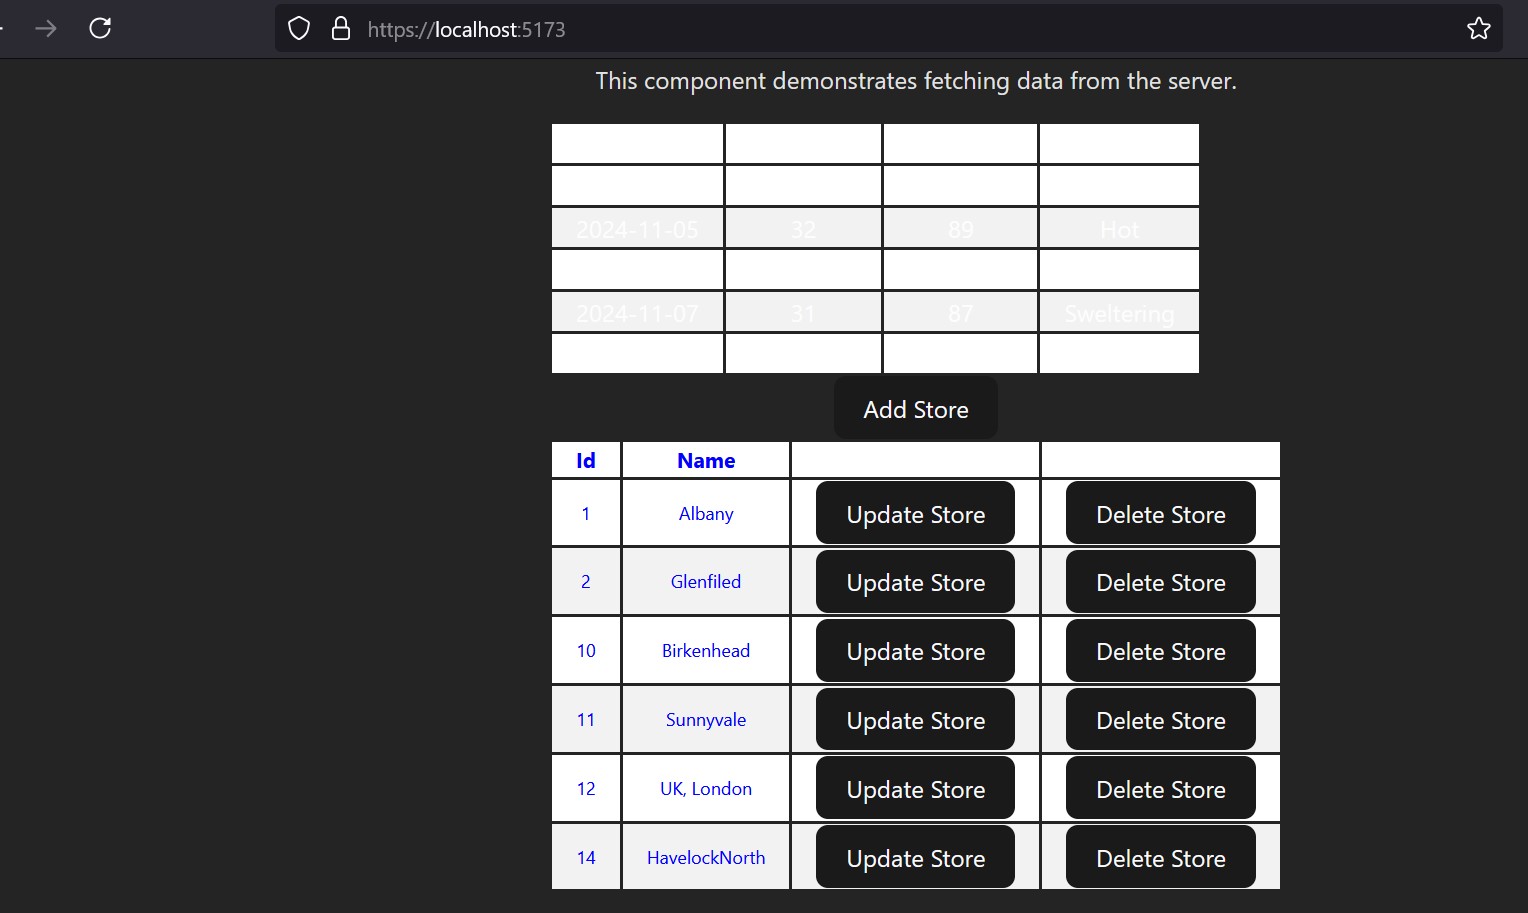 https://localhost:5173
This component demonstrates fetching data from the server.
2024-11-05 32 89 Hot
2024-11-07 31 87 Sweltering
Add Store
Id Name
1 Albany Update Store Delete Store
2 Glenfiled Update Store Delete Store
10 Birkenhead Update Store Delete Store
11 Sunnyvale Update Store Delete Store
12 UK, London Update Store Delete Store
14 HavelockNorth Update Store Delete Store